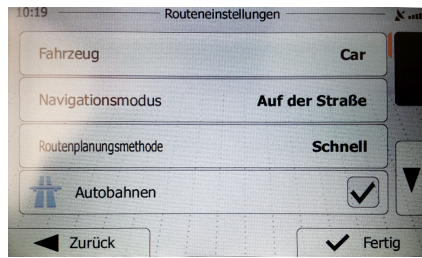 10:19 Routeneinstellungen
Fahrzeug Car
Navigationsmodus Auf der Straße
Routenplanungsmethode Schnell
Autobahnen
Zurück Fertig